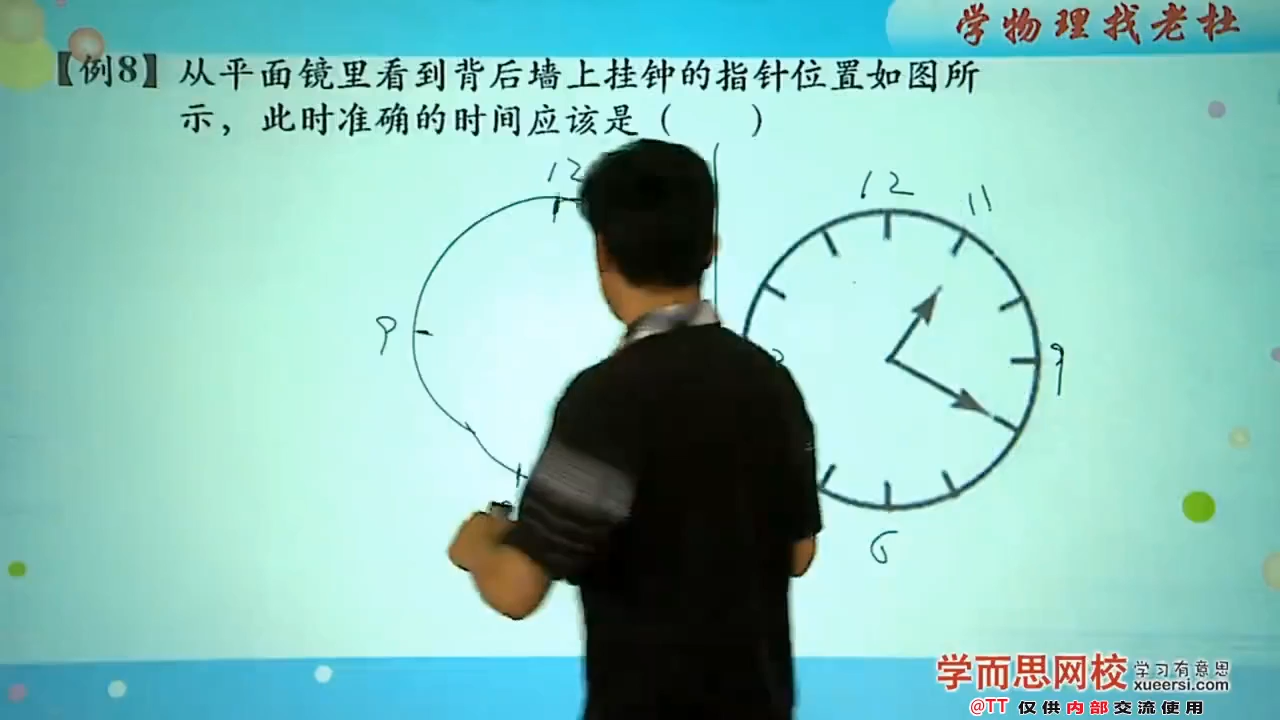 学物理找老杜
【例8】从平面镜里看到背后墙上挂钟的指针位置如图所
示，此时准确的时间应该是（　　）
12
12
11
9
9
6
学而思网校 学习有意思
xueersi.com
@TT 仅供内部交流使用